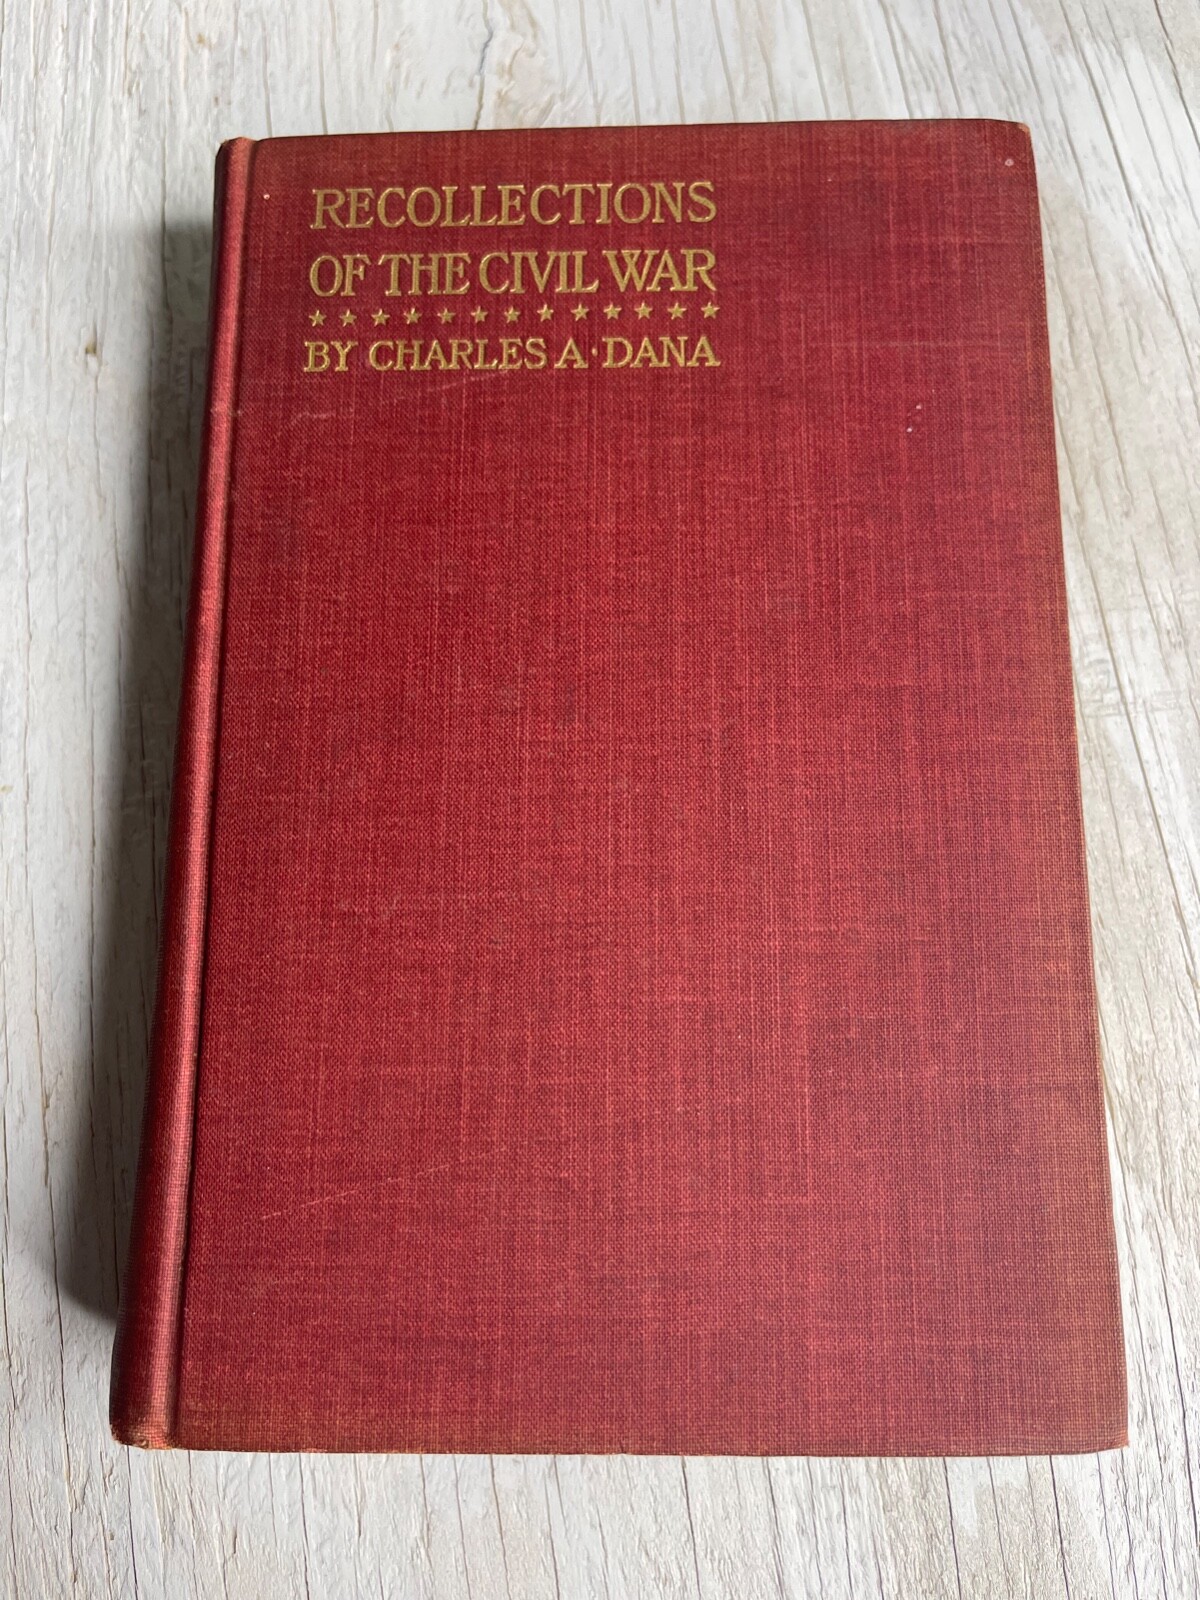 RECOLLECTIONS
OF THE CIVIL WAR
BY CHARLES A·DANA